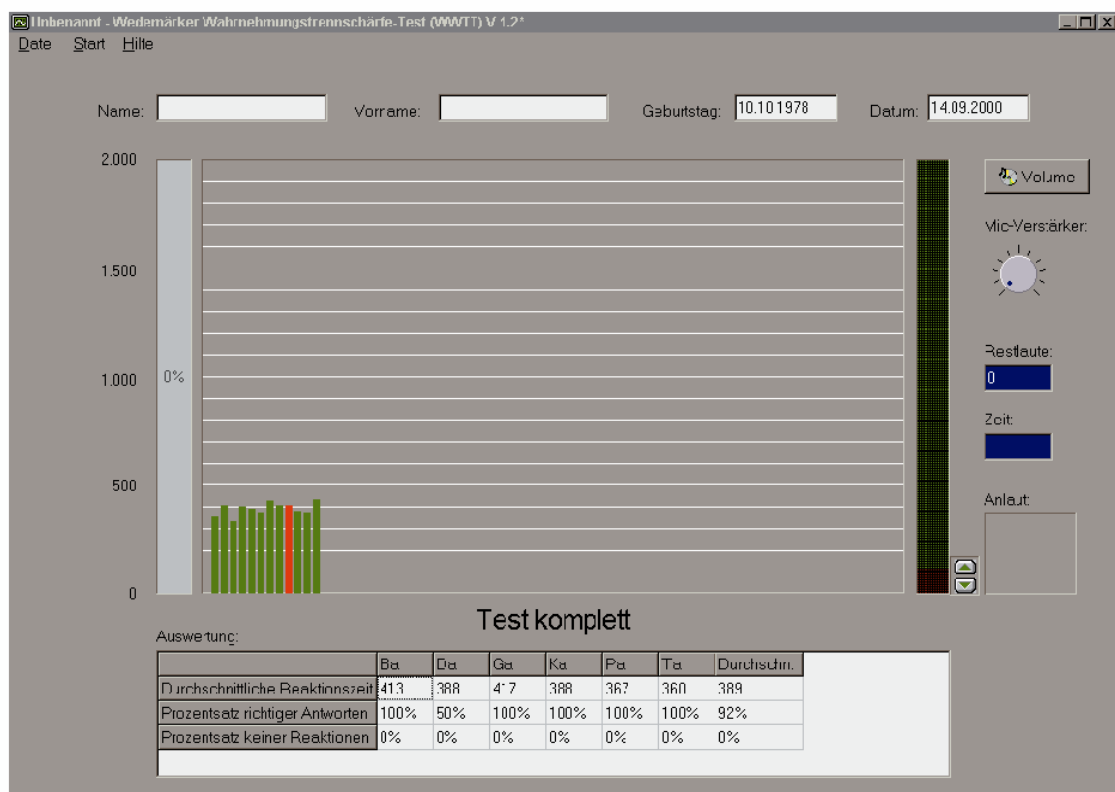 Unbenannt - Wedemärker Wahrnehmungstrennschärfe-Test (WWTT) V 1.2*
Datei Start Hilfe
Name: Vorname: Geburtstag: 10.10.1978 Datum: 14.09.2000
2.000
Volume
Mic-Verstärker:
1.500
Restlaute:
1.000 0% 0
Zeit:
500
Anlaut:
0
Test komplett
Auswertung:
Ba Da Ga Ka Pa Ta Durchschn.
Durchschnittliche Reaktionszeit 413 388 417 388 367 360 389
Prozentsatz richtiger Antworten 100% 50% 100% 100% 100% 100% 92%
Prozentsatz keiner Reaktionen 0% 0% 0% 0% 0% 0% 0%